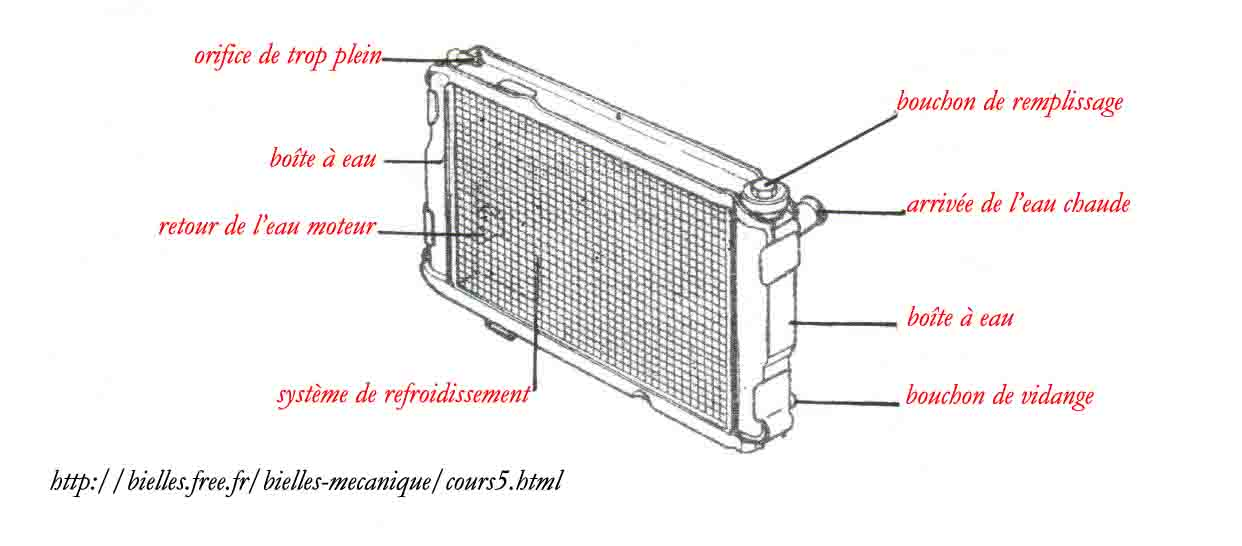 orifice de trop plein
bouchon de remplissage
boîte à eau
arrivée de l'eau chaude
retour de l'eau moteur
boîte à eau
système de refroidissement
bouchon de vidange
http://bielles.free.fr/bielles-mecanique/cours5.html